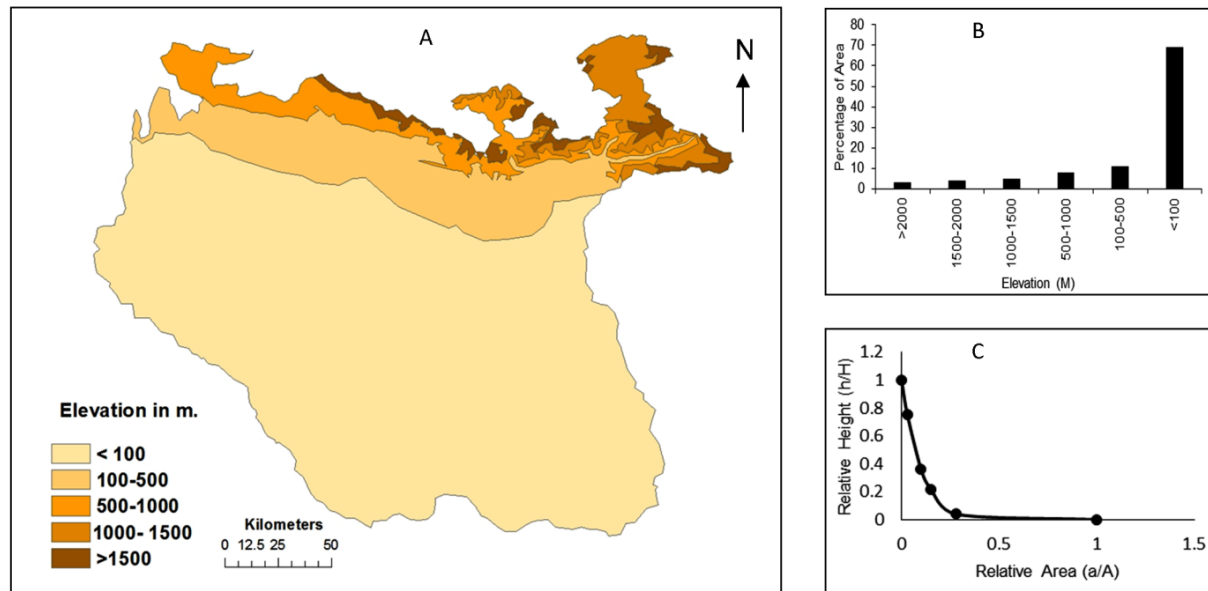 A
N
Elevation in m.
< 100
100-500
500-1000
1000- 1500
>1500
Kilometers
0 12.5 25 50
B
Percentage of Area
80
70
60
50
40
30
20
10
0
>2000
1500-2000
1000-1500
500-1000
100-500
<100
Elevation (M)
C
Relative Height (h/H)
1.2
1
0.8
0.6
0.4
0.2
0
0 0.5 1 1.5
Relative Area (a/A)